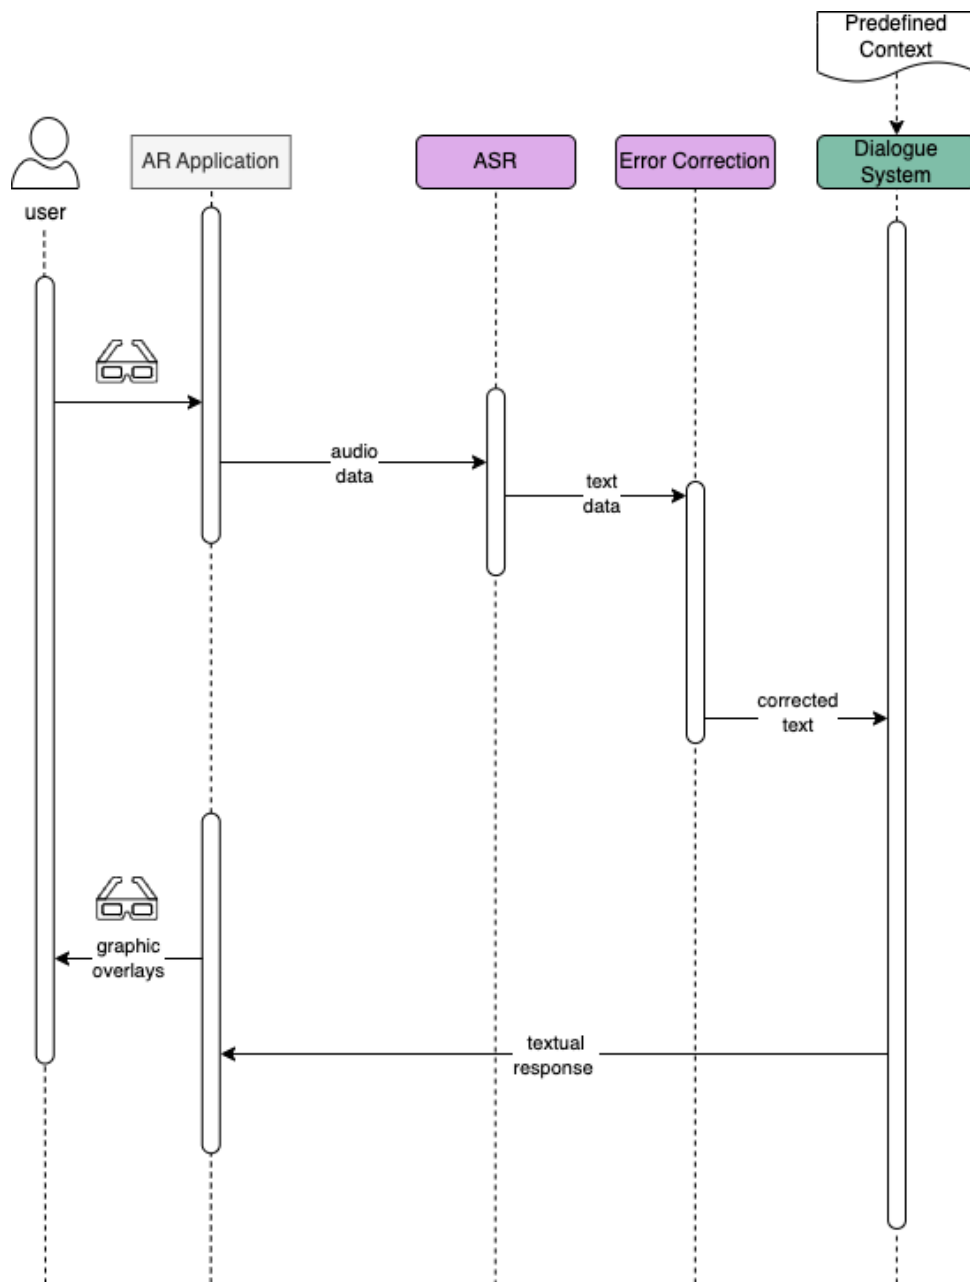 Predefined
Context
AR Application
ASR
Error Correction
Dialogue
System
user
audio
data
text
data
corrected
text
graphic
overlays
textual
response